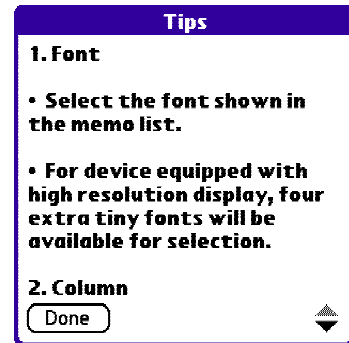 Tips
1. Font
• Select the font shown in
the memo list.
• For device equipped with
high resolution display, four
extra tiny fonts will be
available for selection.
2. Column
Done